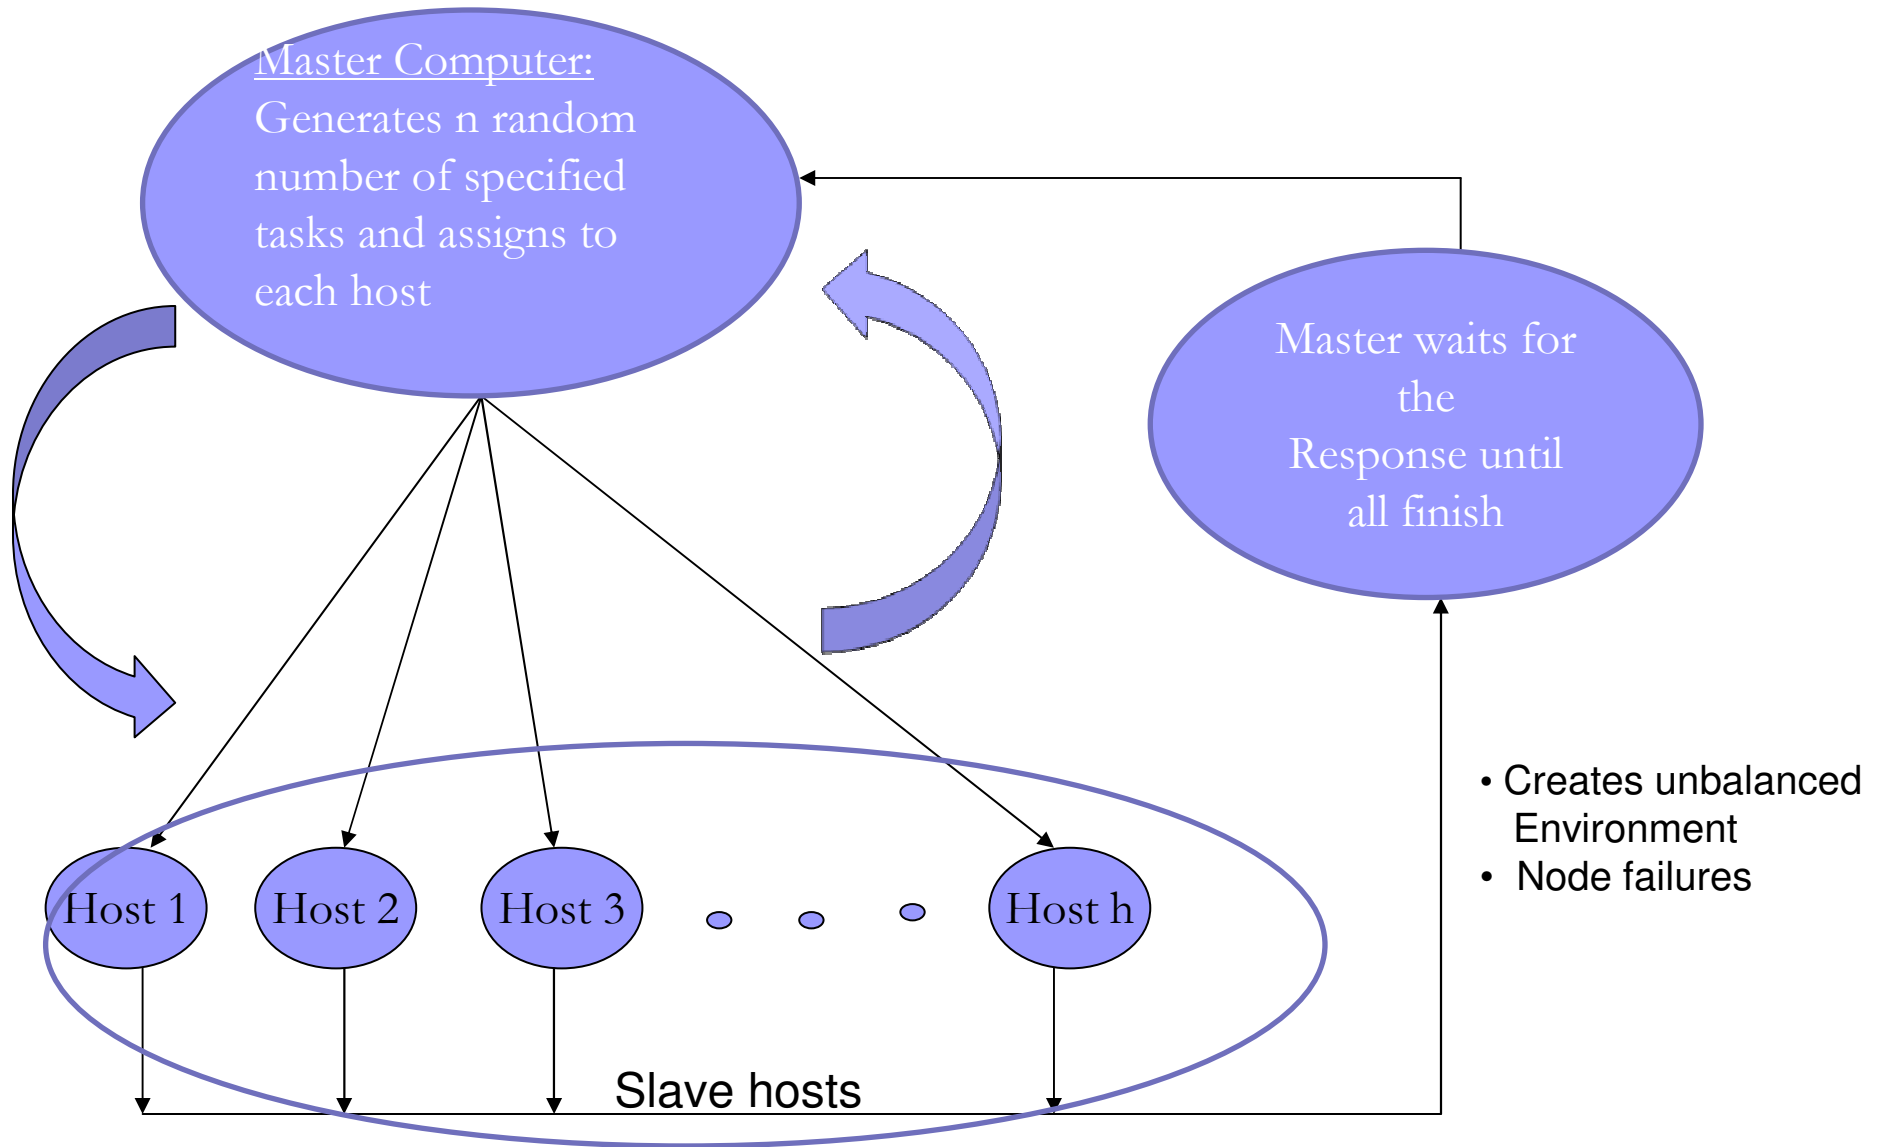 Master Computer:
Generates n random
number of specified
tasks and assigns to
each host
Master waits for
the
Response until
all finish
• Creates unbalanced
Environment
• Node failures
Host 1
Host 2
Host 3
Host h
Slave hosts